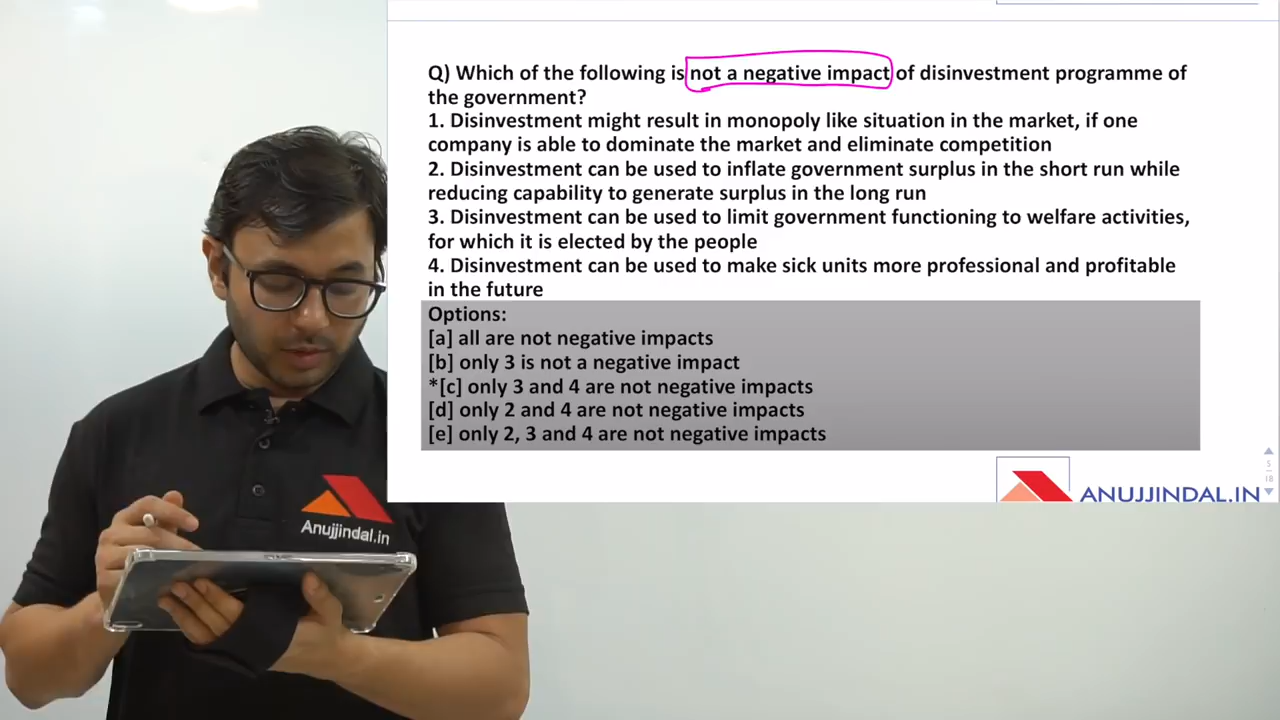 Q) Which of the following is not a negative impact of disinvestment programme of
the government?
1. Disinvestment might result in monopoly like situation in the market, if one
company is able to dominate the market and eliminate competition
2. Disinvestment can be used to inflate government surplus in the short run while
reducing capability to generate surplus in the long run
3. Disinvestment can be used to limit government functioning to welfare activities,
for which it is elected by the people
4. Disinvestment can be used to make sick units more professional and profitable
in the future
Options:
[a] all are not negative impacts
[b] only 3 is not a negative impact
*[c] only 3 and 4 are not negative impacts
[d] only 2 and 4 are not negative impacts
[e] only 2, 3 and 4 are not negative impacts
5
18
ANUJJINDAL.IN
Anujjindal.in